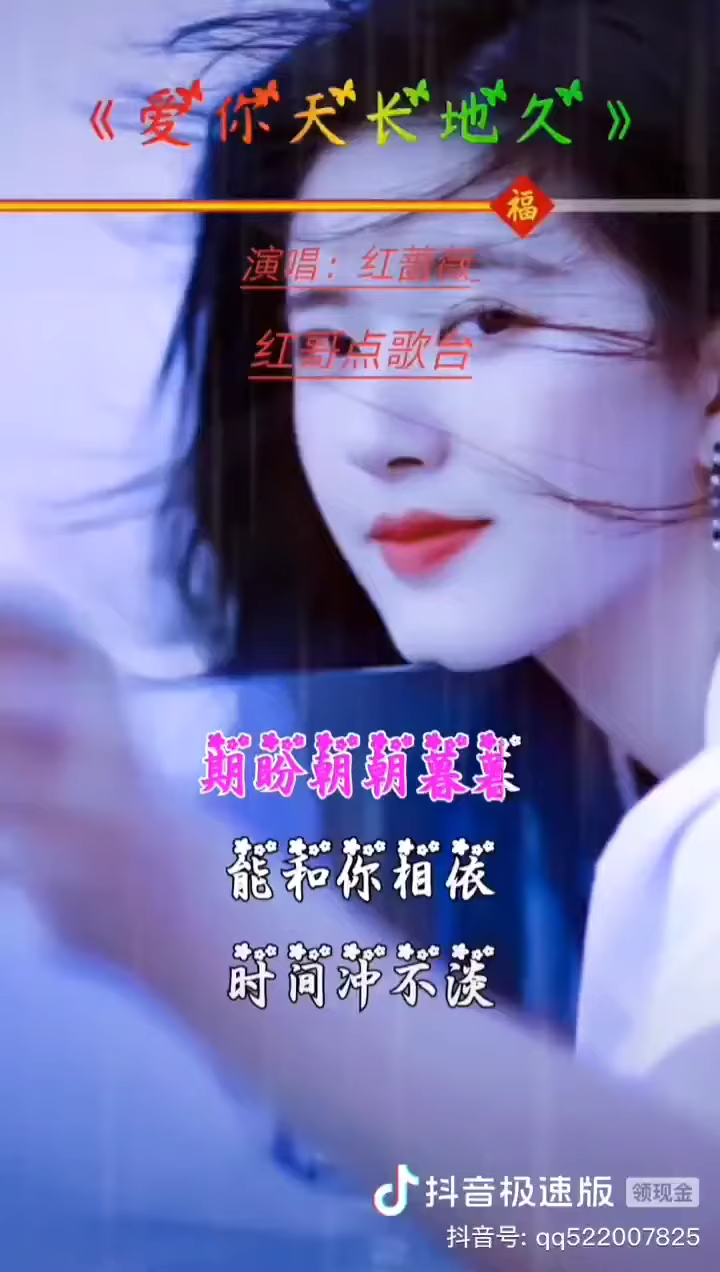 《爱你天长地久》
福
演唱：红蔷薇
红哥点歌台
期盼朝朝暮暮
能和你相依
时间冲不淡
抖音极速版 领现金
抖音号: qq522007825